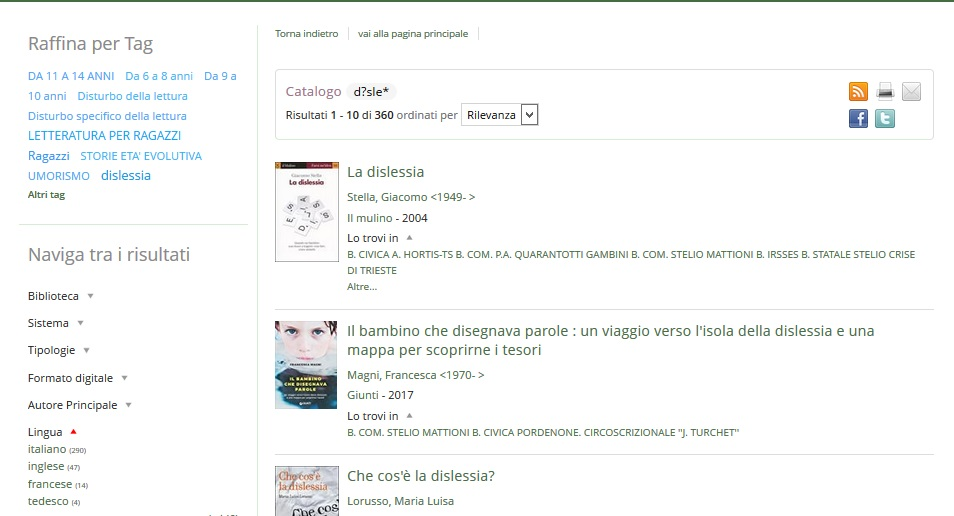 Raffina per Tag
DA 11 A 14 ANNI Da 6 a 8 anni Da 9 a
10 anni Disturbo della lettura
Disturbo specifico della lettura
LETTERATURA PER RAGAZZI
Ragazzi STORIE ETA' EVOLUTIVA
UMORISMO dislessia
Altri tag
Naviga tra i risultati
Biblioteca
Sistema
Tipologie
Formato digitale
Autore Principale
Lingua
italiano (290)
inglese (47)
francese (14)
tedesco (4)
Torna indietro vai alla pagina principale
Catalogo d?sle*
Risultati 1 - 10 di 360 ordinati per Rilevanza
La dislessia
La dislessia
Stella, Giacomo <1949- >
Il mulino - 2004
Lo trovi in
B. CIVICA A. HORTIS-TS B. COM. P.A. QUARANTOTTI GAMBINI B. COM. STELIO MATTIONI B. IRSSES B. STATALE STELIO CRISE
DI TRIESTE
Altre...
FRANCESCA MAGNI
IL BAMBINO
CHE DISEGNAVA
PAROLE
Il bambino che disegnava parole : un viaggio verso l'isola della dislessia e una
mappa per scoprirne i tesori
Magni, Francesca <1970- >
Giunti - 2017
Lo trovi in
B. COM. STELIO MATTIONI B. CIVICA PORDENONE. CIRCOSCRIZIONALE "J. TURCHET"
Che cos'è
la dislessia?
Che cos'è la dislessia?
Lorusso, Maria Luisa